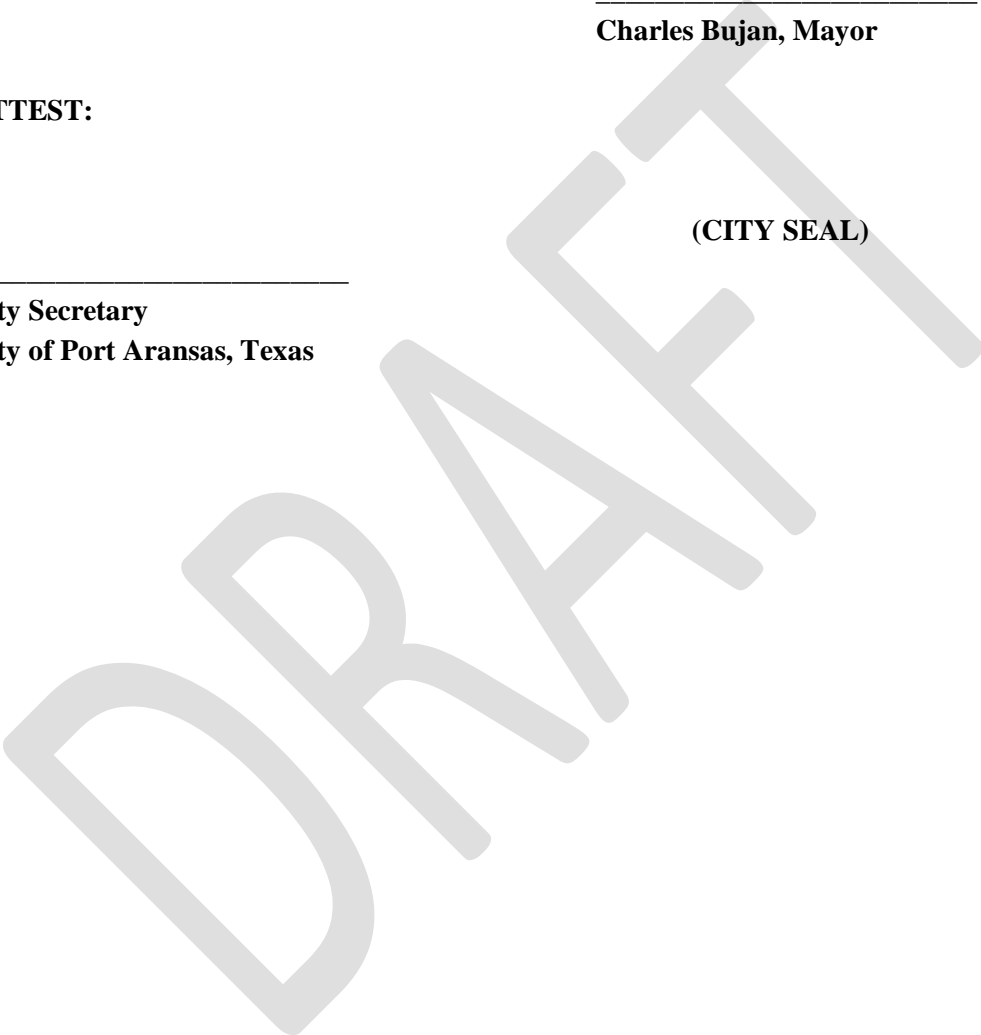 Charles Bujan, Mayor
TTEST:
(CITY SEAL)
ty Secretary
ty of Port Aransas, Texas
DRAFT